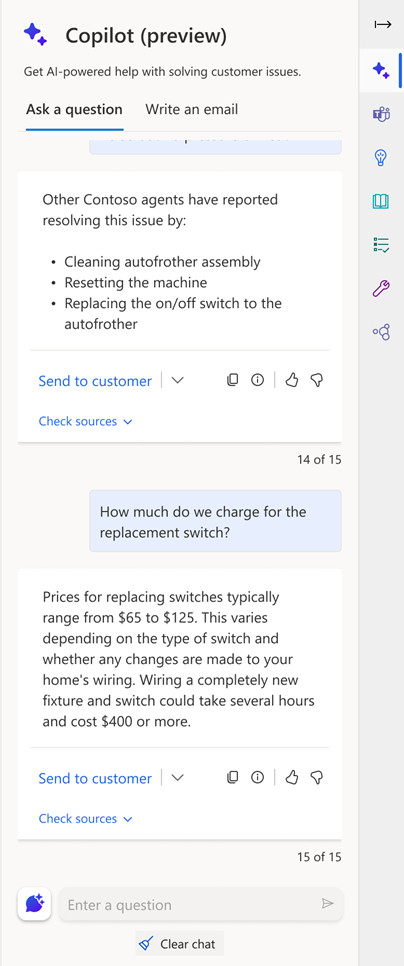 Copilot (preview)
Get AI-powered help with solving customer issues.
Ask a question
Write an email
Other Contoso agents have reported
resolving this issue by:
• Cleaning autofrother assembly
• Resetting the machine
• Replacing the on/off switch to the
autofrother
Send to customer
Check sources
14 of 15
How much do we charge for the
replacement switch?
Prices for replacing switches typically
range from $65 to $125. This varies
depending on the type of switch and
whether any changes are made to your
home's wiring. Wiring a completely new
fixture and switch could take several hours
and cost $400 or more.
Send to customer
Check sources
15 of 15
Enter a question
Clear chat